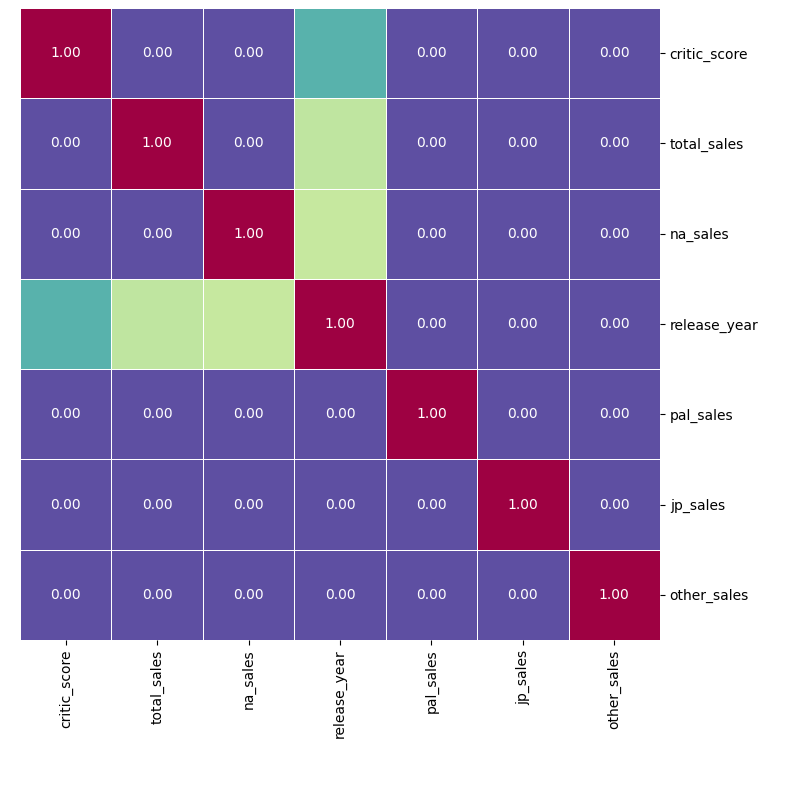 1.00 0.00 0.00 0.00 0.00 0.00 critic_score
0.00 1.00 0.00 0.00 0.00 0.00 total_sales
0.00 0.00 1.00 0.00 0.00 0.00 na_sales
1.00 0.00 0.00 0.00 release_year
0.00 0.00 0.00 0.00 1.00 0.00 0.00 pal_sales
0.00 0.00 0.00 0.00 0.00 1.00 0.00 jp_sales
0.00 0.00 0.00 0.00 0.00 0.00 1.00 other_sales
critic_score
total_sales
na_sales
release_year
pal_sales
jp_sales
other_sales